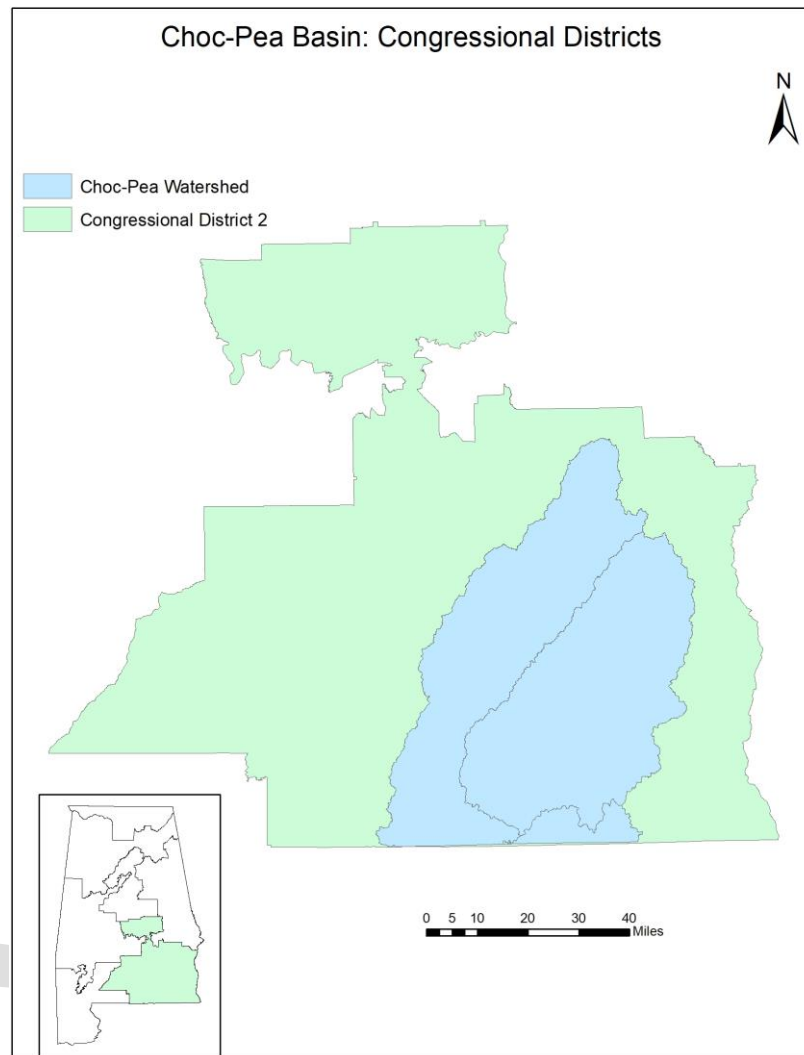 Choc-Pea Basin: Congressional Districts
N
Choc-Pea Watershed
Congressional District 2
0 5 10 20 30 40
Miles